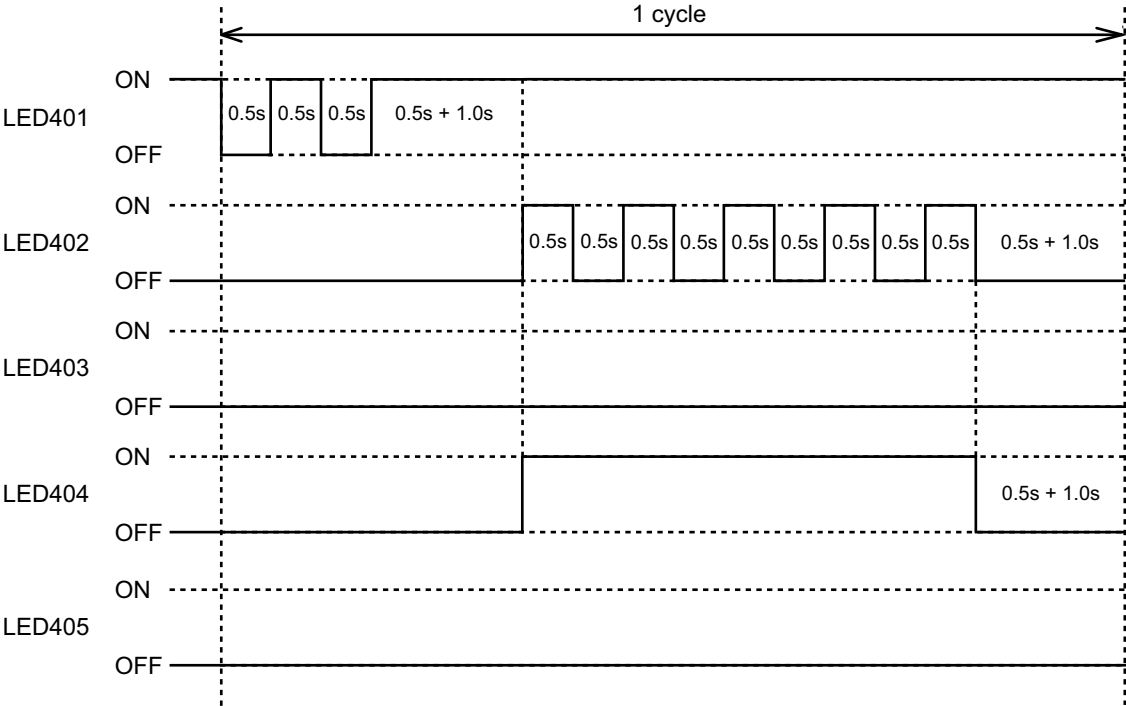 1 cycle
ON
LED401
0.5s 0.5s 0.5s 0.5s + 1.0s
OFF
ON
LED402
0.5s 0.5s 0.5s 0.5s 0.5s 0.5s 0.5s 0.5s 0.5s 0.5s + 1.0s
OFF
ON
LED403
OFF
ON
LED404
0.5s + 1.0s
OFF
ON
LED405
OFF